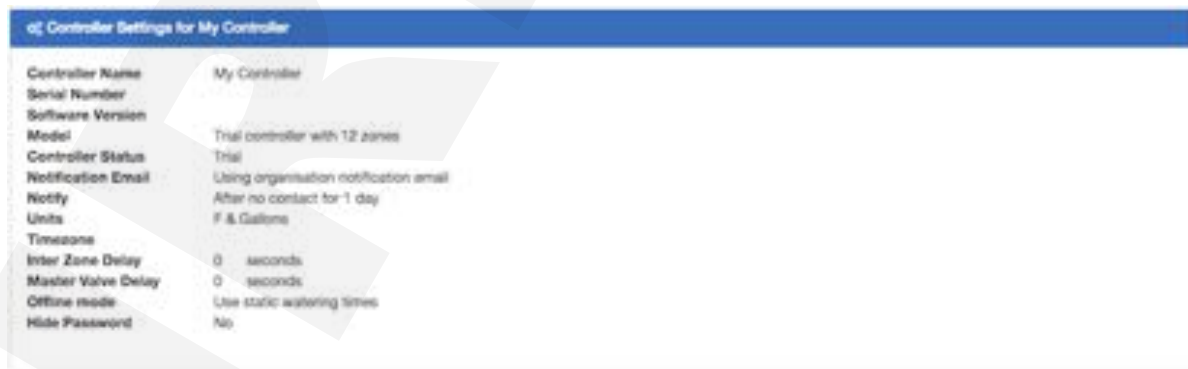 Controller Settings for My Controller
Controller Name My Controller
Serial Number
Software Version
Model Trial controller with 12 zones
Controller Status Trial
Notification Email Using organisation notification email
Notify After no contact for 1 day
Units F & Gallons
Timezone
Inter Zone Delay 0 seconds
Master Valve Delay 0 seconds
Offline mode Use static watering times
Hide Password No